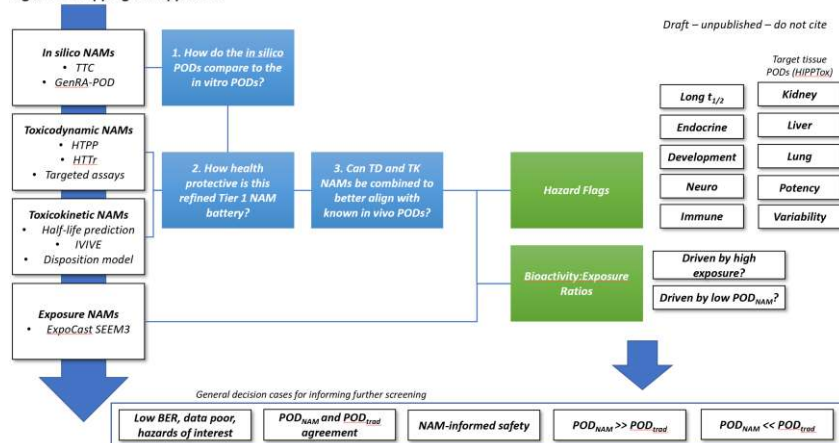 Draft – unpublished – do not cite
In silico NAMs
• TTC
• GenRA-POD
1. How do the in silico
PODs compare to the
in vitro PODs?
Toxicodynamic NAMs
• HTPP
• HTTr
• Targeted assays
Toxicokinetic NAMs
• Half-life prediction
• IVIVE
• Disposition model
2. How health
protective is this
refined Tier 1 NAM
battery?
3. Can TD and TK
NAMs be combined to
better align with
known in vivo PODs?
Exposure NAMs
• ExpoCast SEEM3
Hazard Flags
Bioactivity:Exposure
Ratios
Long t1/2
Endocrine
Development
Neuro
Immune
Target tissue
PODs (HIPPTox)
Kidney
Liver
Lung
Potency
Variability
Driven by high
exposure?
Driven by low PODNAM?
General decision cases for informing further screening
Low BER, data poor,
hazards of interest
PODNAM and PODtrad
agreement
NAM-informed safety
PODNAM >> PODtrad
PODNAM << PODtrad